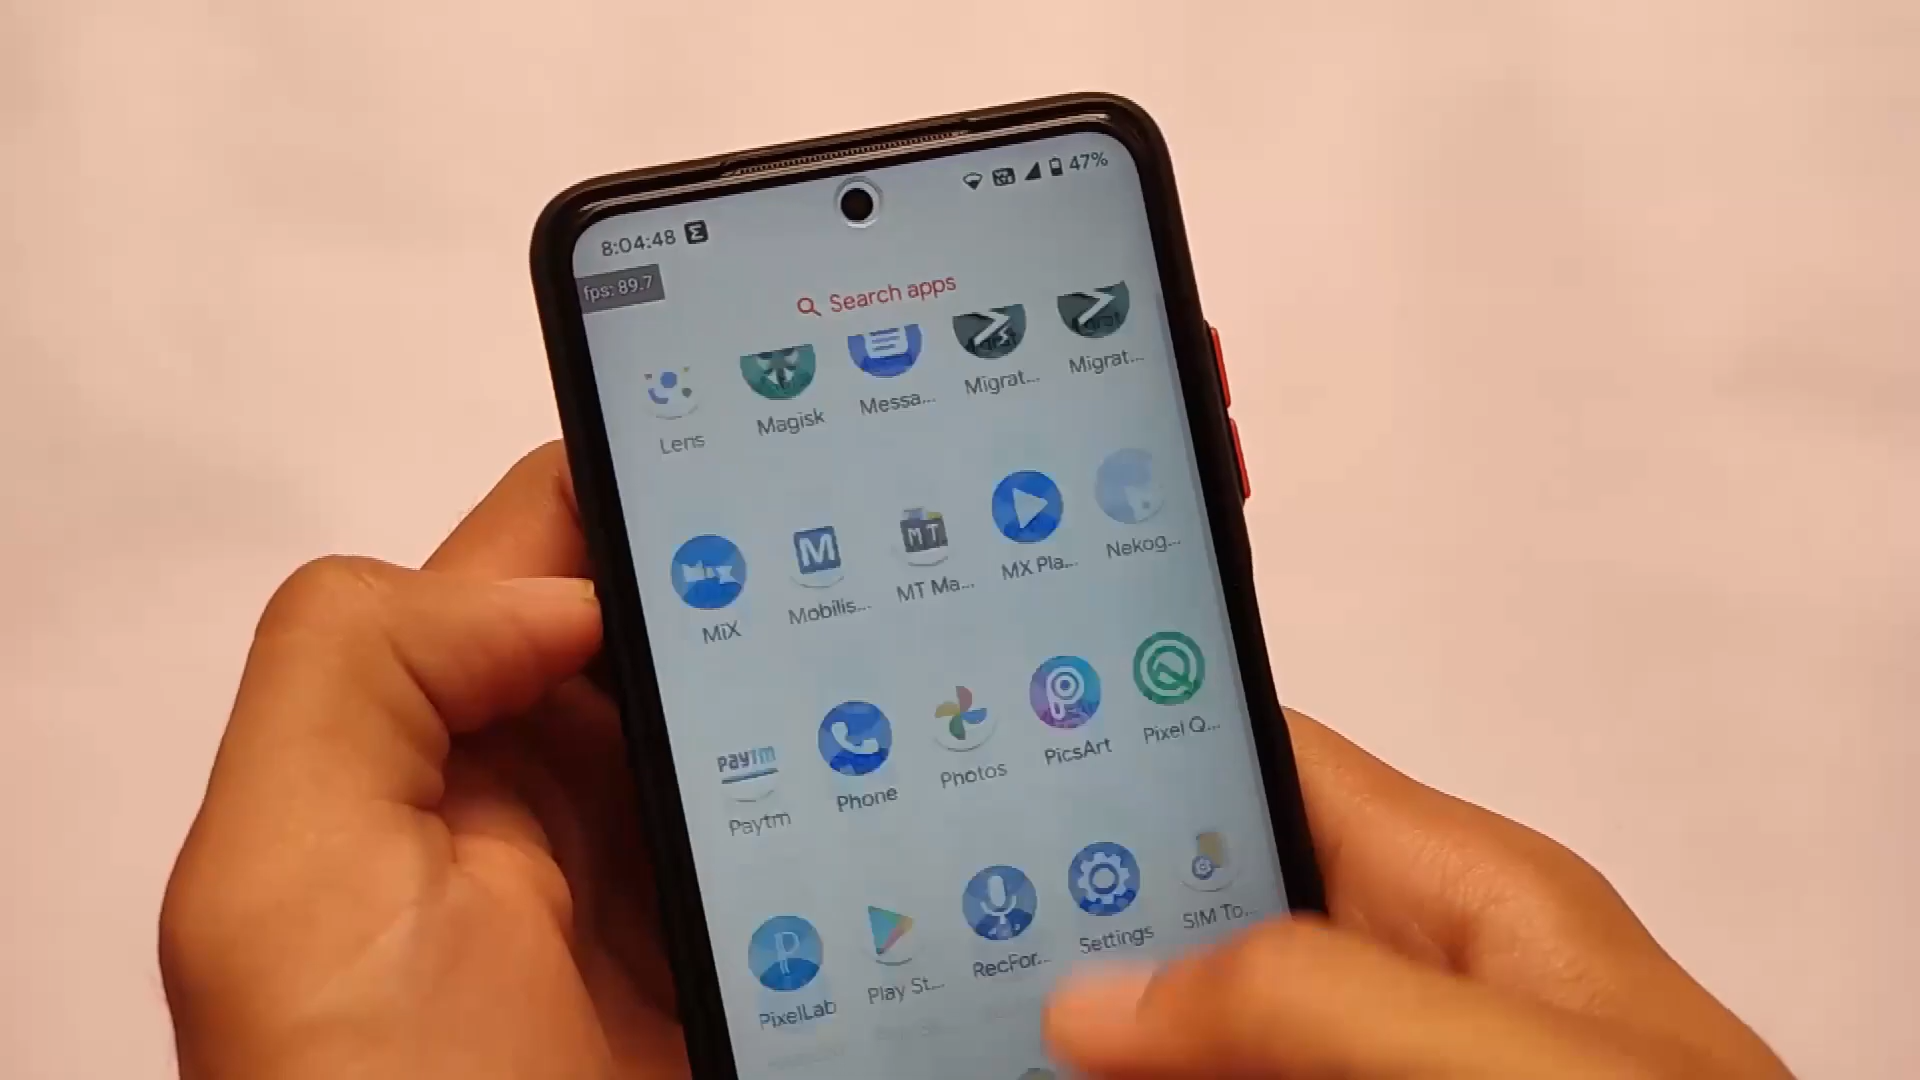 8:04:48
47%
fps: 89.7
Search apps
Lens
Magisk
Messa...
Migrat...
Migrat...
M
MT
MiX
Mobilis...
MT Ma...
MX Pla...
Nekog...
paytm
Paytm
Phone
Photos
PicsArt
Pixel Q...
PixelLab
Play St...
RecFor...
Settings
SIM To...